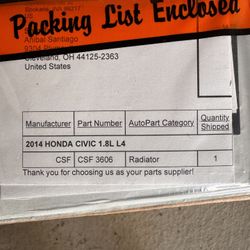 Packing List Enclosed
US
Anibal Santiago
Cleveland, OH 44125-2363
United States
Manufacturer Part Number AutoPart Category Quantity Shipped
2014 HONDA CIVIC 1.8L L4
CSF CSF 3606 Radiator 1
Thank you for choosing us as your parts supplier!